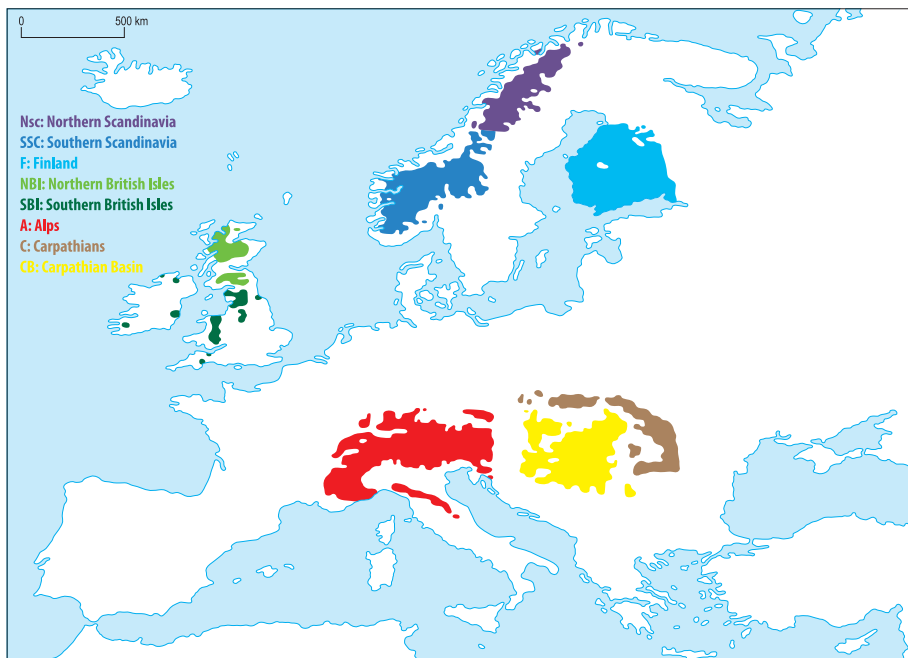 0 500 km
Nsc: Northern Scandinavia
SSC: Southern Scandinavia
F: Finland
NBI: Northern British Isles
SBI: Southern British Isles
A: Alps
C: Carpathians
CB: Carpathian Basin